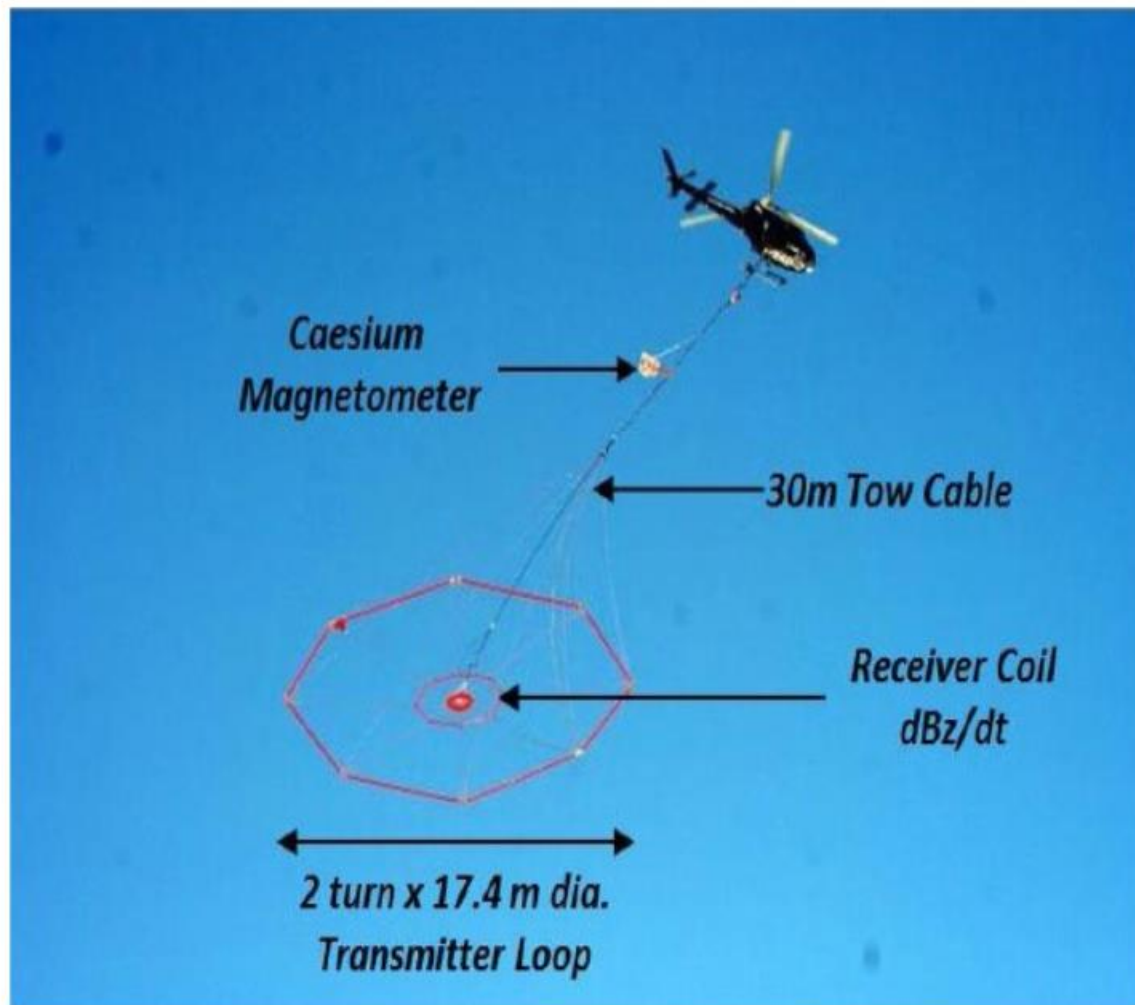 Caesium
Magnetometer
30m Tow Cable
Receiver Coil
dBz/dt
2 turn x 17.4 m dia.
Transmitter Loop